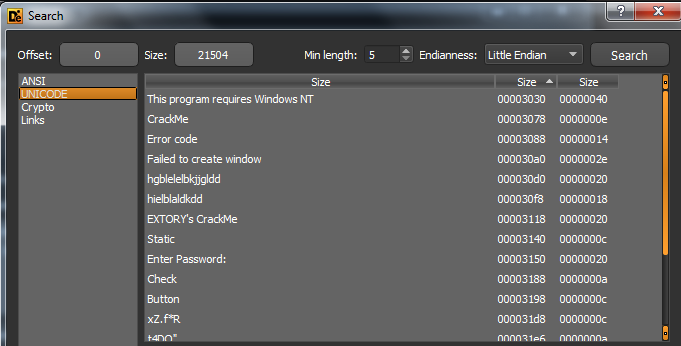 De Search ?
Offset: 0 Size: 21504 Min length: 5 Endianness: Little Endian Search
ANSI
UNICODE
Crypto
Links
Size Size Size
This program requires Windows NT 00003030 00000040
CrackMe 00003078 0000000e
Error code 00003088 00000014
Failed to create window 000030a0 0000002e
hgblelelbkjjgldd 000030d0 00000020
hielblaldkdd 000030f8 00000018
EXTORY's CrackMe 00003118 00000020
Static 00003140 0000000c
Enter Password: 00003150 00000020
Check 00003188 0000000a
Button 00003198 0000000c
xZ.f*R 000031d8 0000000c
t4DO" 000031e6 0000000a